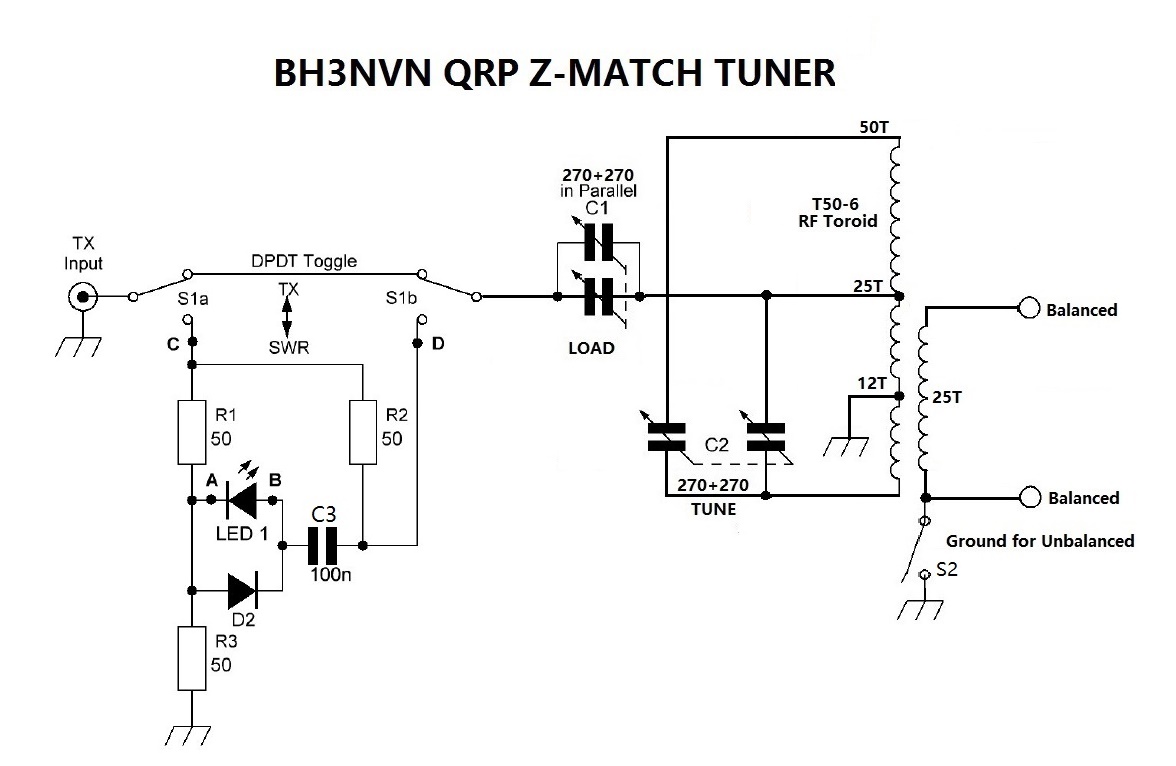 BH3NVN QRP Z-MATCH TUNER
50T
270+270
in Parallel
C1
T50-6
RF Toroid
TX
Input
DPDT Toggle
S1a
TX
S1b
25T
Balanced
C
SWR
D
LOAD
12T
25T
R1
50
R2
50
C2
A
B
270+270
TUNE
Balanced
LED 1
C3
100n
Ground for Unbalanced
S2
D2
R3
50